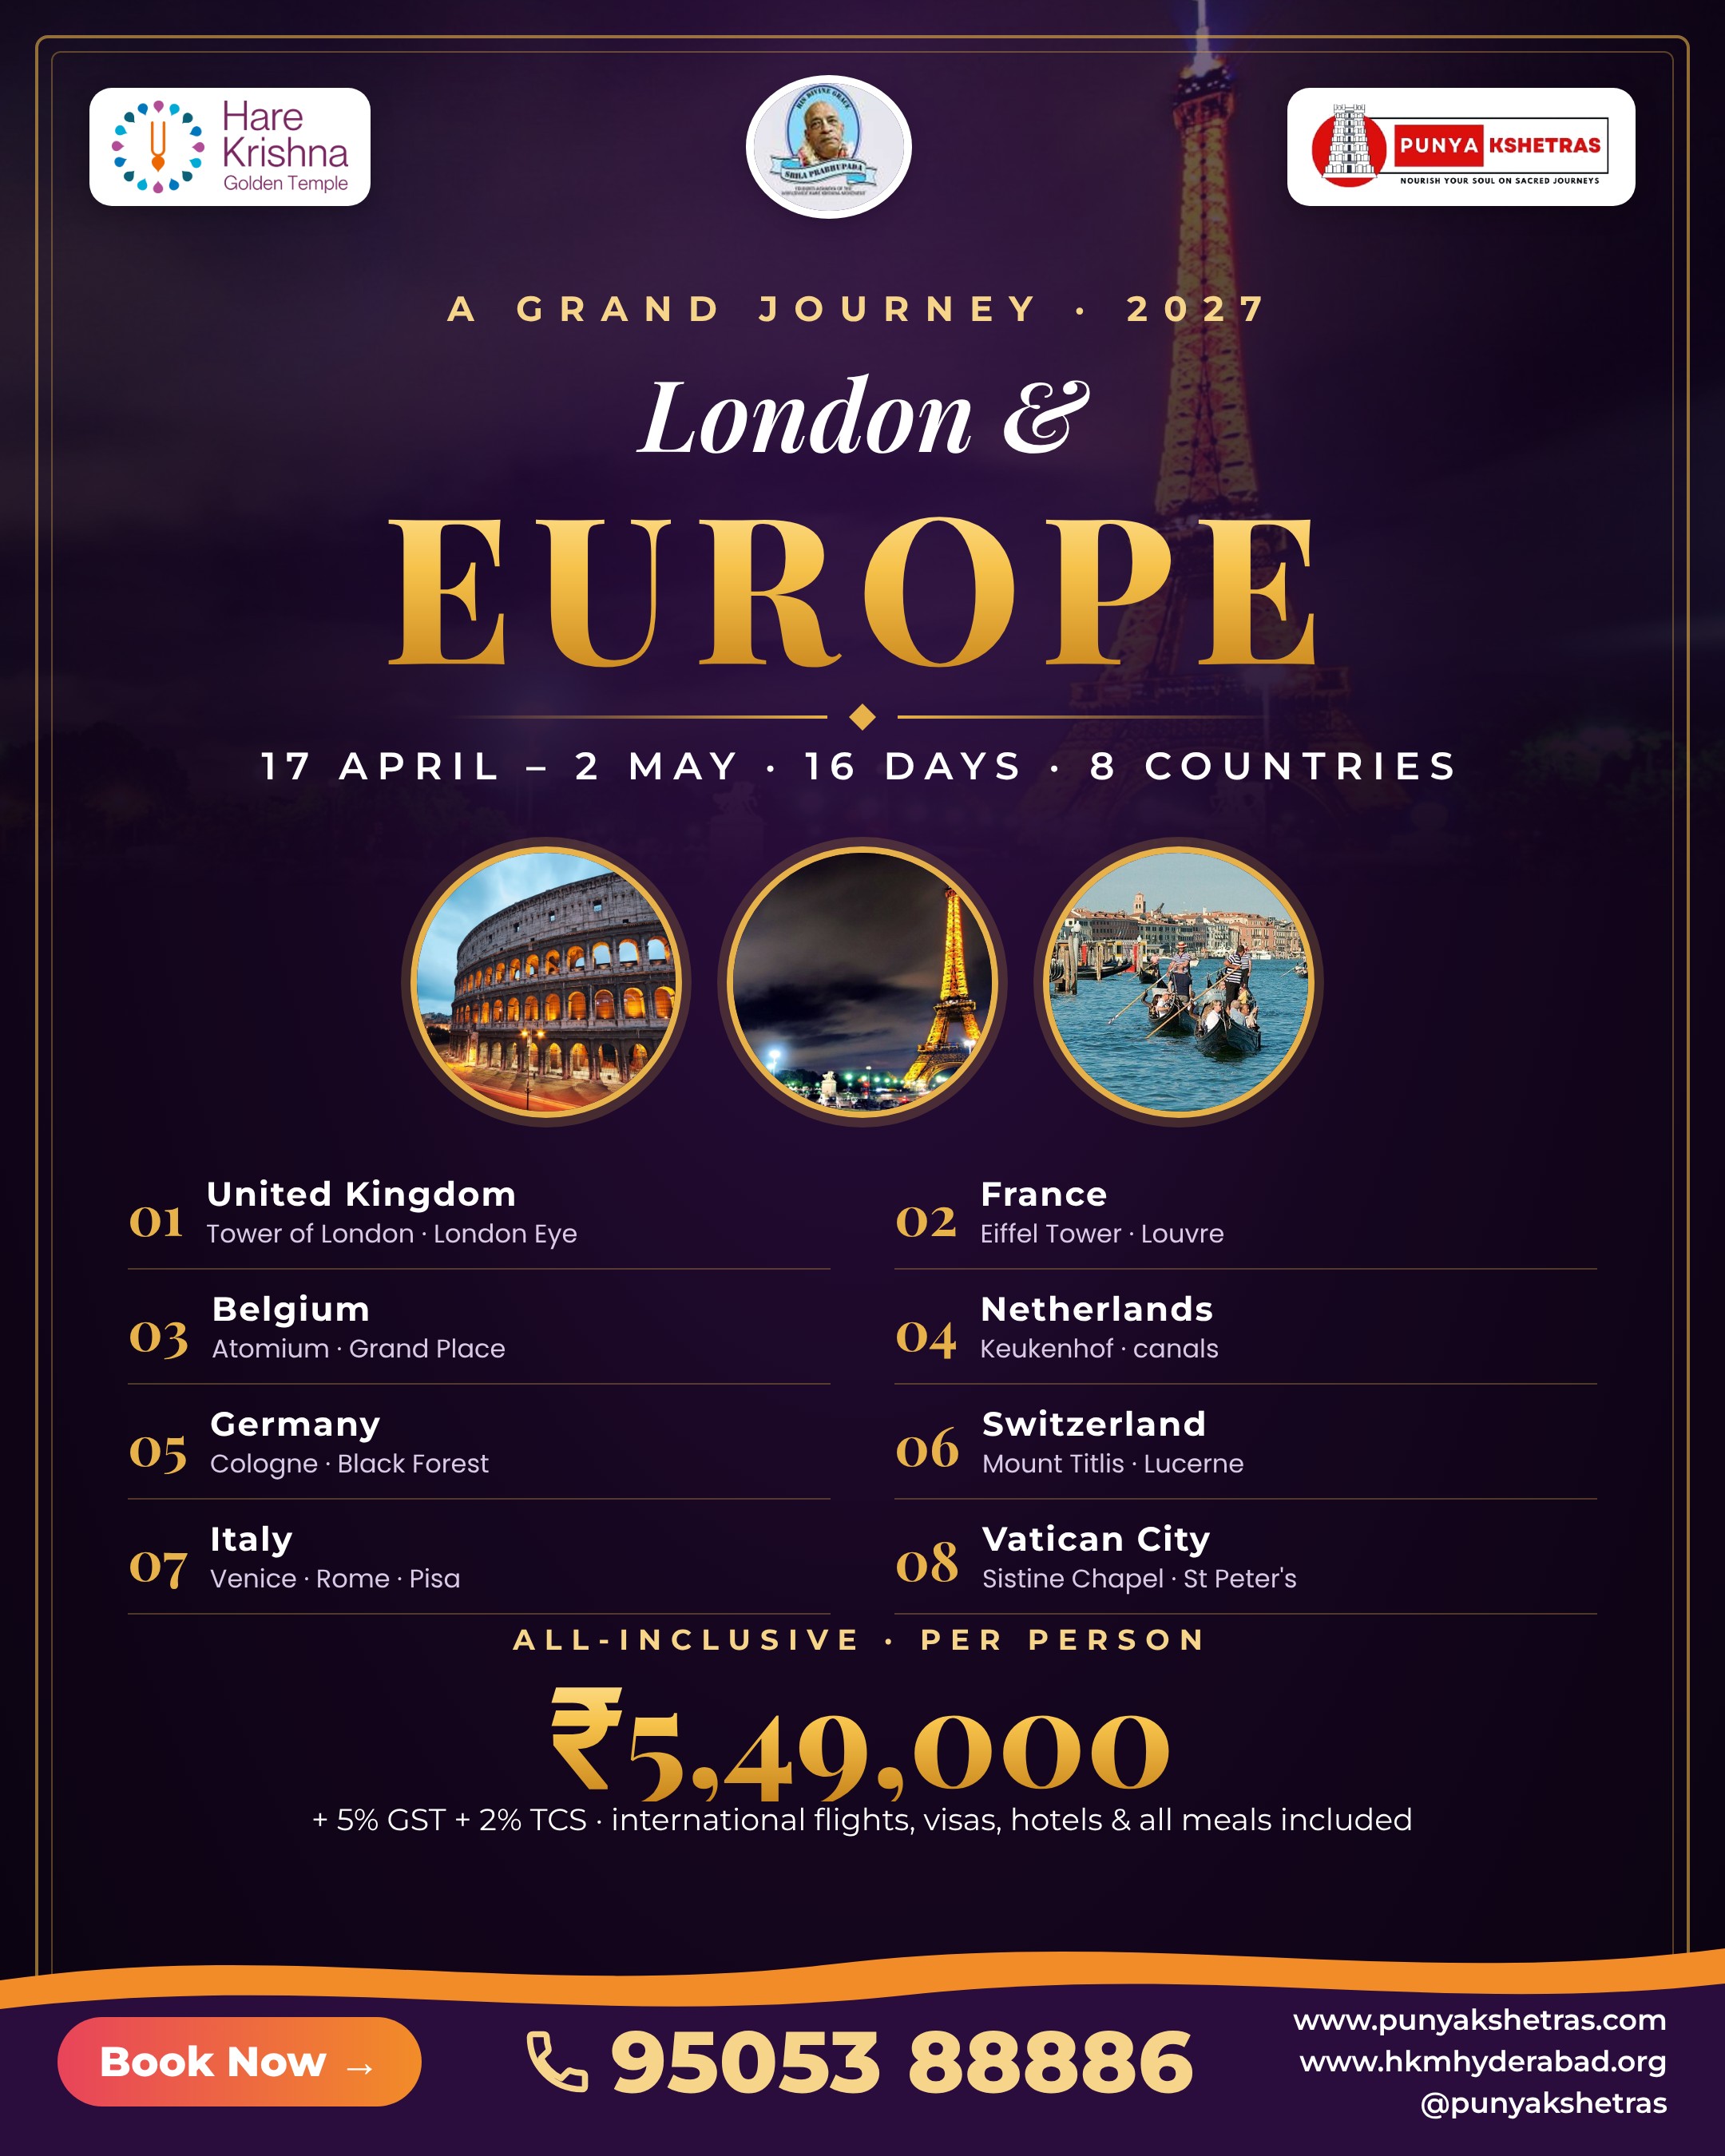 Hare
Krishna
Golden Temple
HIS DIVINE GRACE
SRILA PRABHUPADA
PUNYA KSHETRAS
NOURISH YOUR SOUL ON SACRED JOURNEYS
A GRAND JOURNEY · 2027
London &
EUROPE
17 APRIL – 2 MAY · 16 DAYS · 8 COUNTRIES
01 United Kingdom
Tower of London · London Eye
02 France
Eiffel Tower · Louvre
03 Belgium
Atomium · Grand Place
04 Netherlands
Keukenhof · canals
05 Germany
Cologne · Black Forest
06 Switzerland
Mount Titlis · Lucerne
07 Italy
Venice · Rome · Pisa
08 Vatican City
Sistine Chapel · St Peter's
ALL-INCLUSIVE · PER PERSON
₹5,49,000
+ 5% GST + 2% TCS · international flights, visas, hotels & all meals included
Book Now →
95053 88886
www.punyakshetras.com
www.hkmhyderabad.org
@punyakshetras